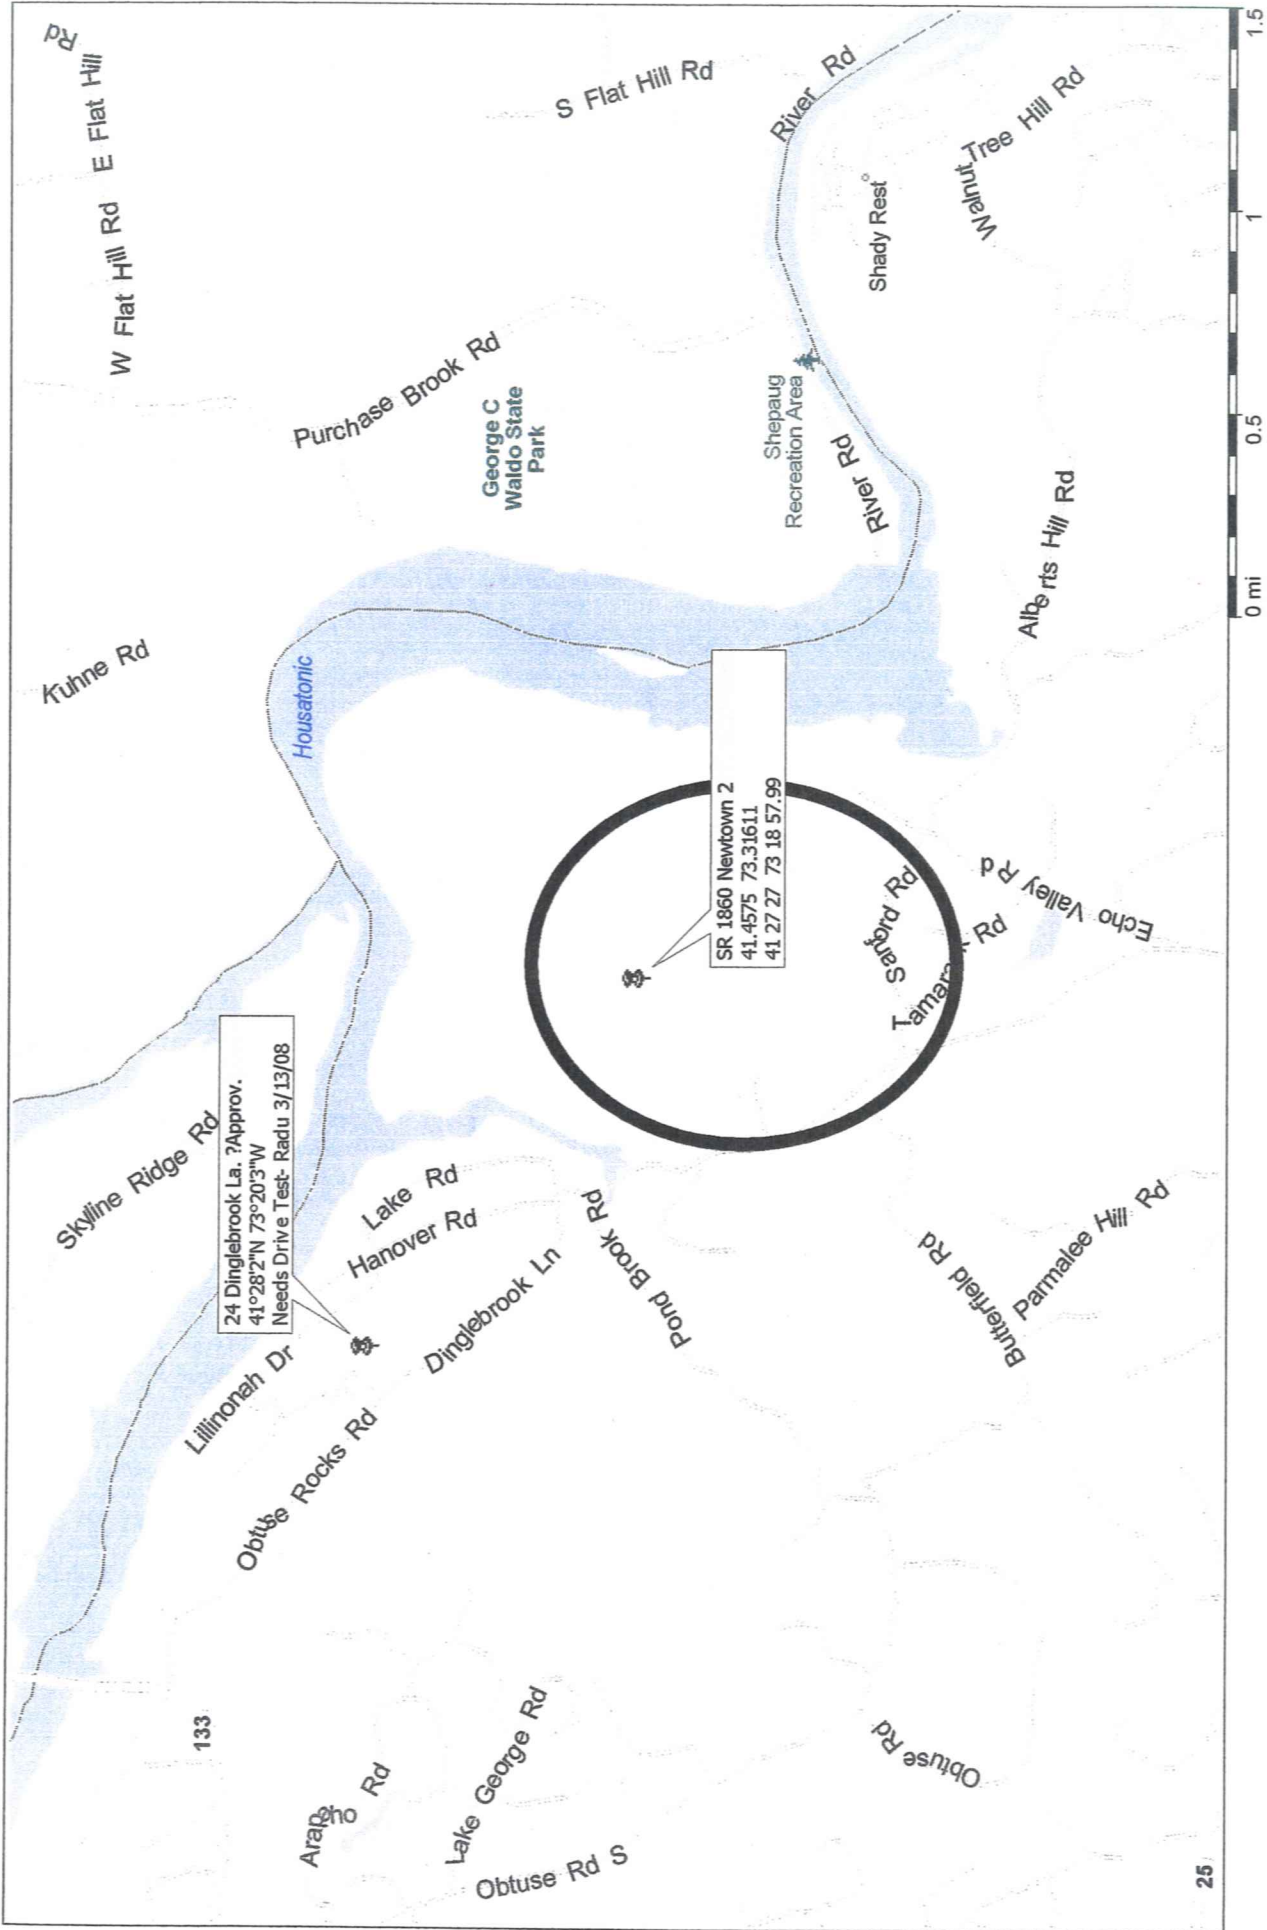 133
Arapaho Rd
Lake George Rd
Obtuse Rd S
25
Obtuse Rd
Obtuse Rocks Rd
Lillinonah Dr
Skyline Ridge Rd
24 Dinglebrook La. ?Approv.
41°28'2"N 73°20'3"W
Needs Drive Test- Radu 3/13/08
Lake Rd
Hanover Rd
Dinglebrook Ln
Pond Brook Rd
Butterfield Rd
Parmalee Hill Rd
Kuhne Rd
Housatonic
SR 1860 Newtown 2
41.4575 73.31611
41 27 27 73 18 57.99
Sanford Rd
Tamarack Rd
Echo Valley Rd
W Flat Hill Rd
E Flat Hill Rd
Purchase Brook Rd
George C
Waldo State
Park
S Flat Hill Rd
Shepaug
Recreation Area
River Rd
River Rd
Shady Rest
Walnut Tree Hill Rd
Alberts Hill Rd
0 mi
0.5
1
1.5